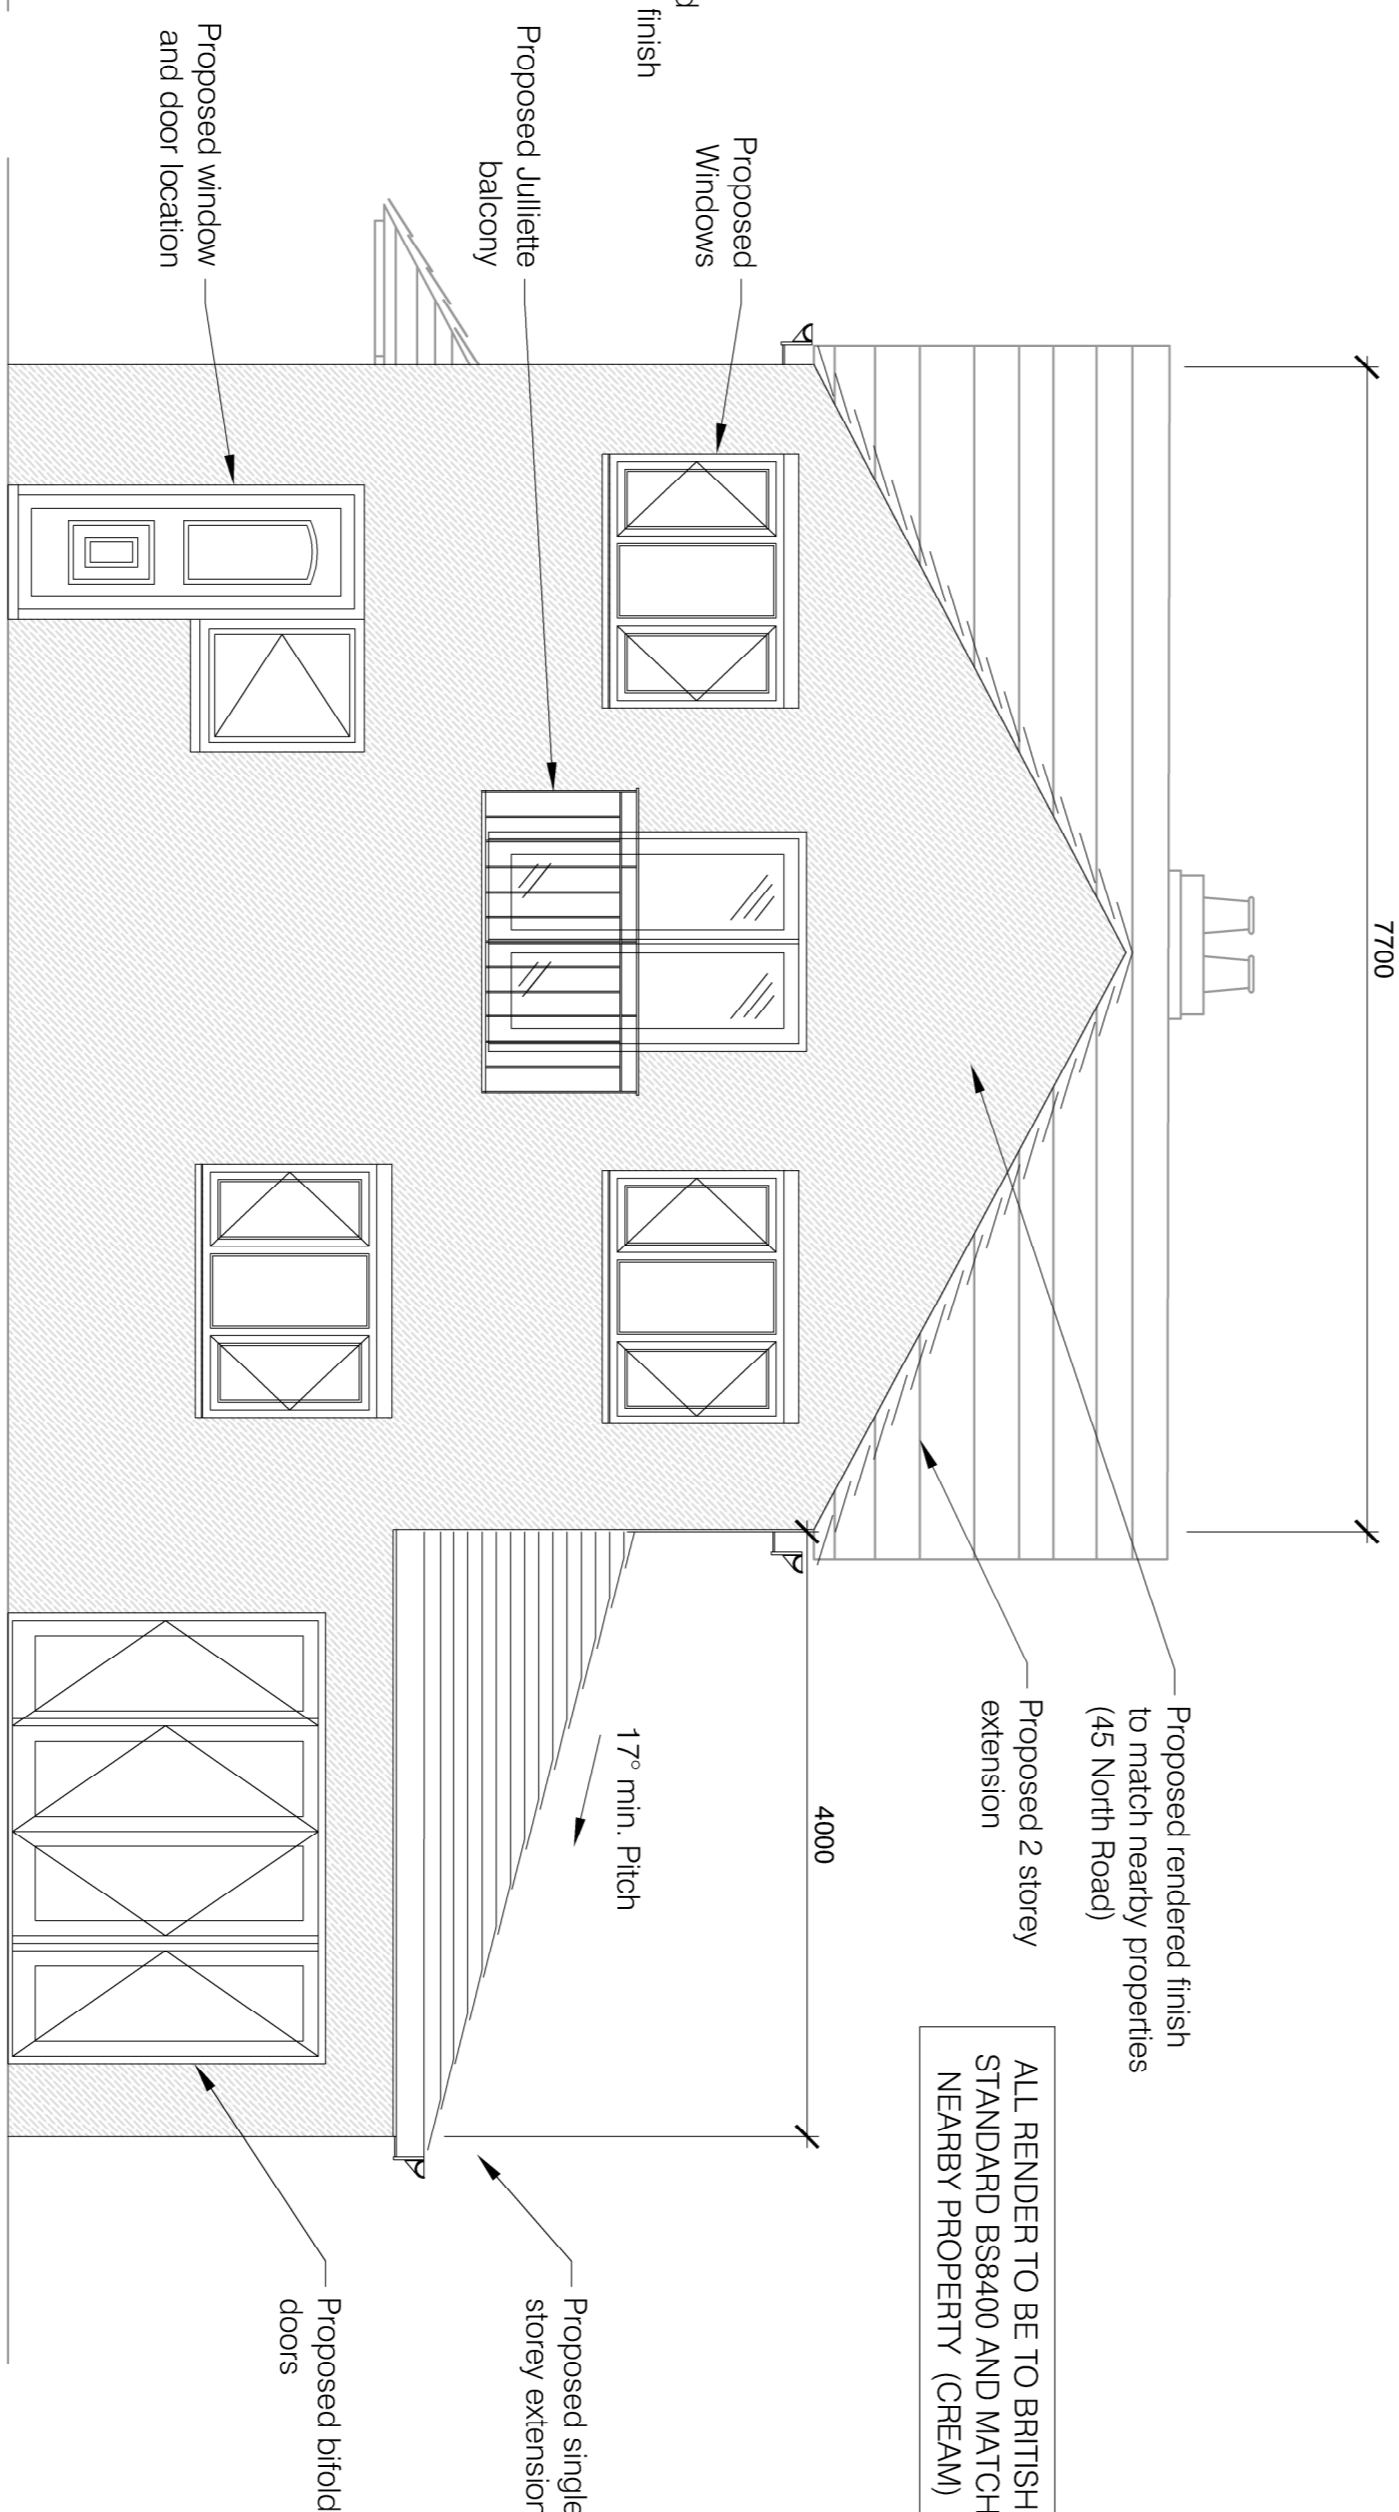 7700
Proposed rendered finish
to match nearby properties
(45 North Road)
Proposed 2 storey
extension
ALL RENDER TO BE TO BRITISH
STANDARD BS8400 AND MATCH
NEARBY PROPERTY (CREAM)
4000
17° min. Pitch
finish
Proposed
Windows
Proposed Julliette
balcony
Proposed window
and door location
Proposed single
storey extension
Proposed bifold
doors